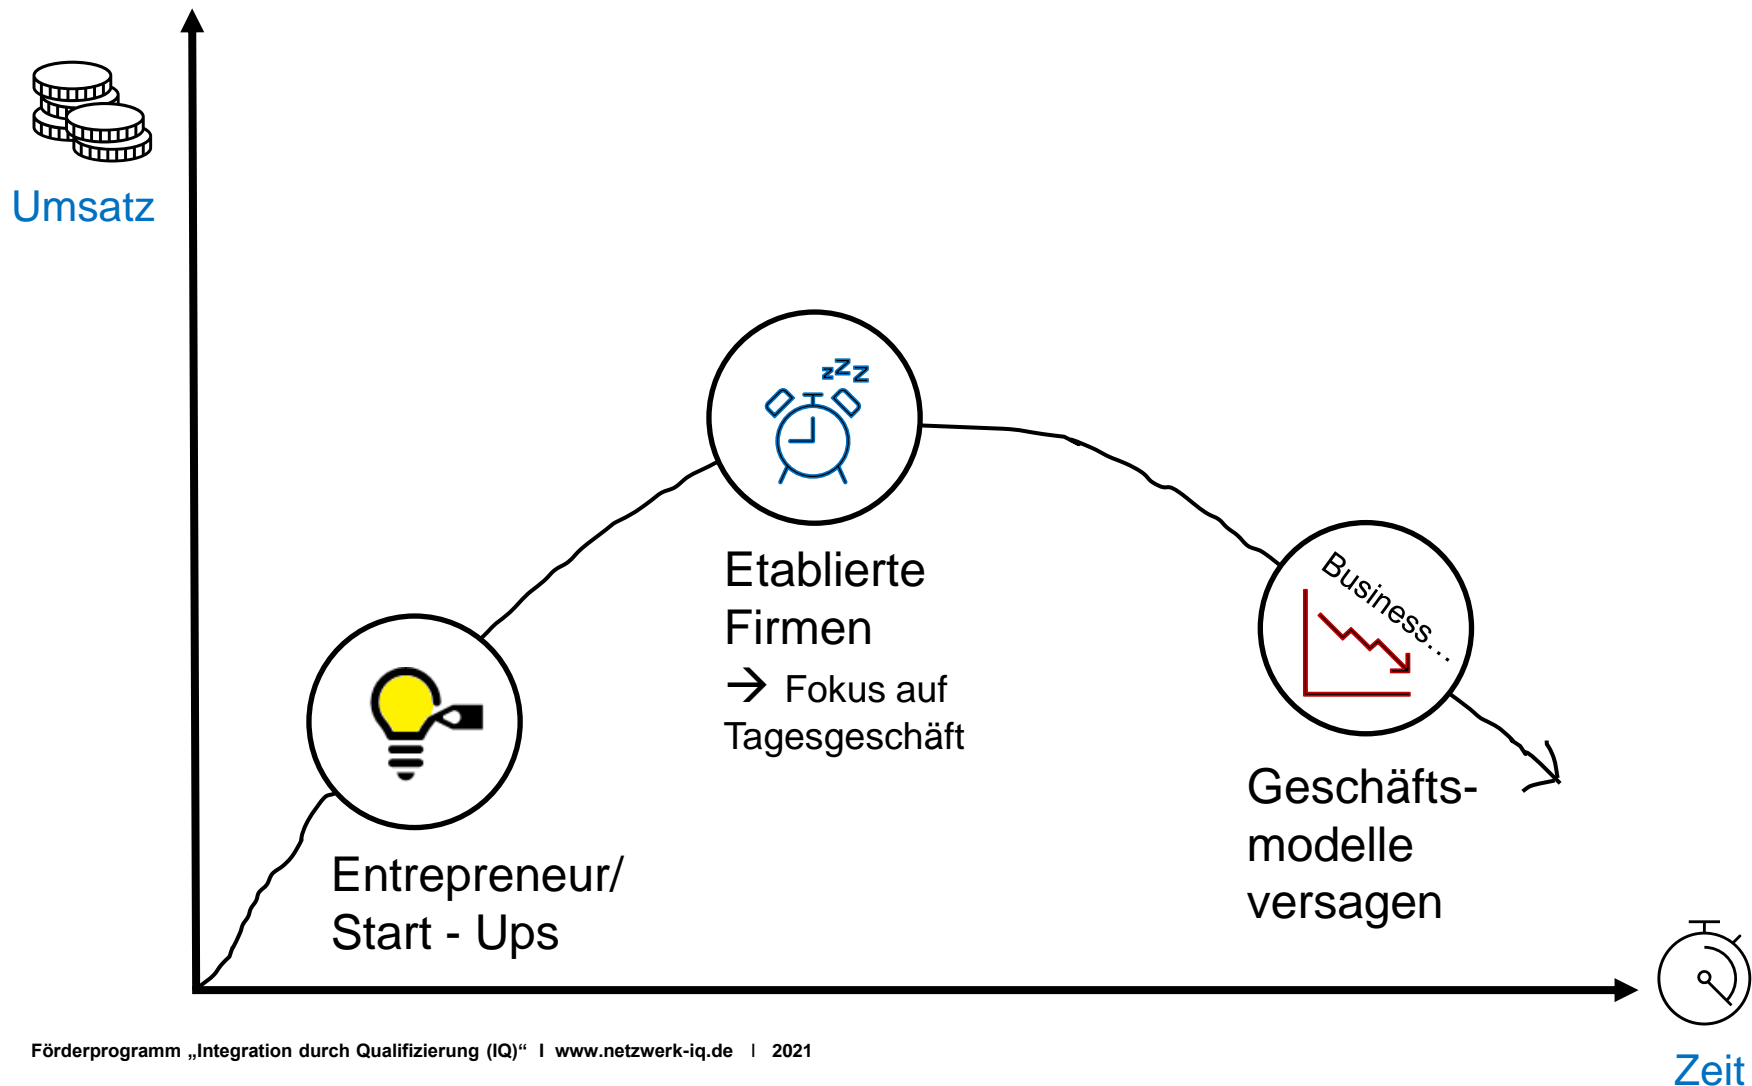 Umsatz
zZZ
Etablierte
Firmen
→ Fokus auf
Tagesgeschäft
Business...
Geschäfts-
modelle
versagen
Entrepreneur/
Start - Ups
Förderprogramm „Integration durch Qualifizierung (IQ)“ I www.netzwerk-iq.de I 2021
Zeit